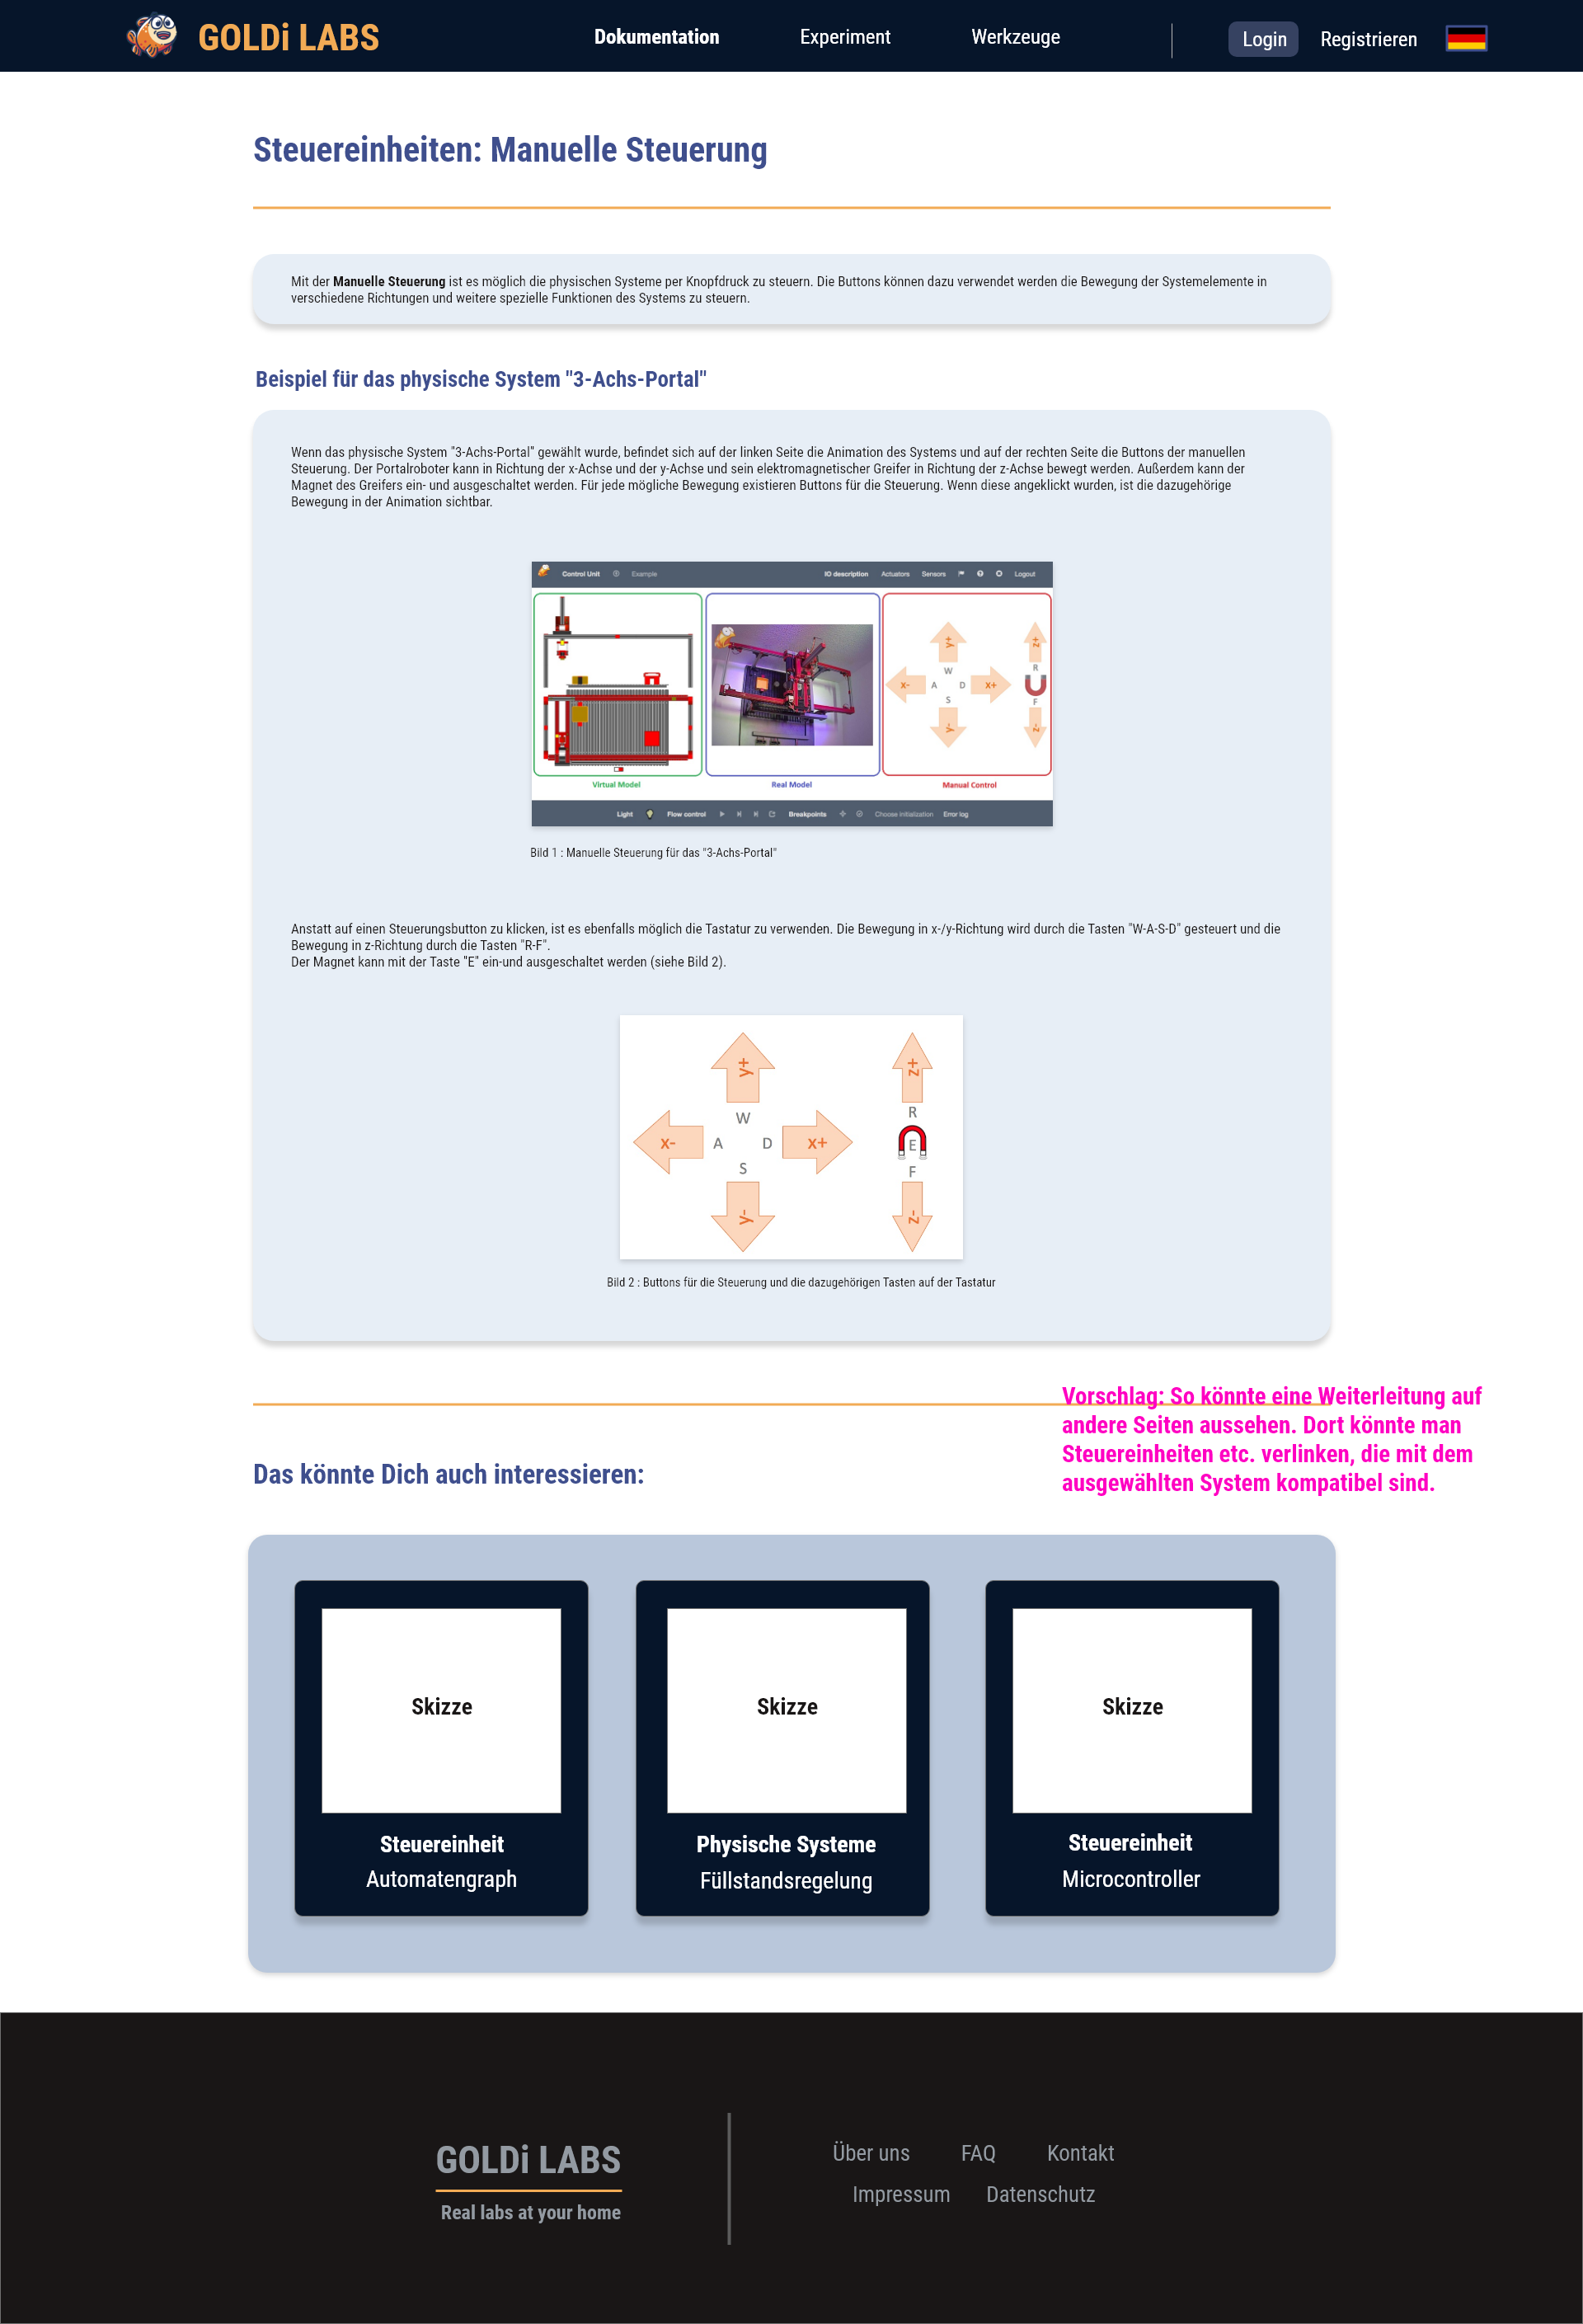 GOLDi LABS
Dokumentation
Experiment
Werkzeuge
Login
Registrieren
Steuereinheiten: Manuelle Steuerung
Mit der Manuelle Steuerung ist es möglich die physischen Systeme per Knopfdruck zu steuern. Die Buttons können dazu verwendet werden die Bewegung der Systemelemente in
verschiedene Richtungen und weitere spezielle Funktionen des Systems zu steuern.
Beispiel für das physische System "3-Achs-Portal"
Wenn das physische System "3-Achs-Portal" gewählt wurde, befindet sich auf der linken Seite die Animation des Systems und auf der rechten Seite die Buttons der manuellen
Steuerung. Der Portalroboter kann in Richtung der x-Achse und der y-Achse und sein elektromagnetischer Greifer in Richtung der z-Achse bewegt werden. Außerdem kann der
Magnet des Greifers ein- und ausgeschaltet werden. Für jede mögliche Bewegung existieren Buttons für die Steuerung. Wenn diese angeklickt wurden, ist die dazugehörige
Bewegung in der Animation sichtbar.
Control Unit
Example
IO description
Actuators
Sensors
Logout
y+
z+
W
R
x-
A
D
x+
S
F
y-
z-
Virtual Model
Real Model
Manual Control
Light
Flow control
Breakpoints
Choose initialization
Error log
Bild 1 : Manuelle Steuerung für das "3-Achs-Portal"
Anstatt auf einen Steuerungsbutton zu klicken, ist es ebenfalls möglich die Tastatur zu verwenden. Die Bewegung in x-/y-Richtung wird durch die Tasten "W-A-S-D" gesteuert und die
Bewegung in z-Richtung durch die Tasten "R-F".
Der Magnet kann mit der Taste "E" ein-und ausgeschaltet werden (siehe Bild 2).
y+
z+
W
R
x-
A
D
x+
E
S
F
y-
z-
Bild 2 : Buttons für die Steuerung und die dazugehörigen Tasten auf der Tastatur
Vorschlag: So könnte eine Weiterleitung auf
andere Seiten aussehen. Dort könnte man
Steuereinheiten etc. verlinken, die mit dem
ausgewählten System kompatibel sind.
Das könnte Dich auch interessieren:
Skizze
Steuereinheit
Automatengraph
Skizze
Physische Systeme
Füllstandsregelung
Skizze
Steuereinheit
Microcontroller
GOLDi LABS
Real labs at your home
Über uns
FAQ
Kontakt
Impressum
Datenschutz